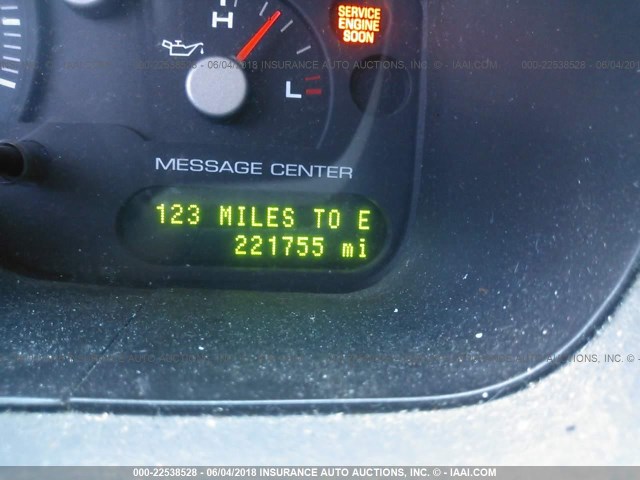 H
SERVICE
ENGINE
SOON
L
MESSAGE CENTER
123 MILES TO E
221755 mi
000-22538528 - 06/04/2018 INSURANCE AUTO AUCTIONS, INC. © - IAAI.COM